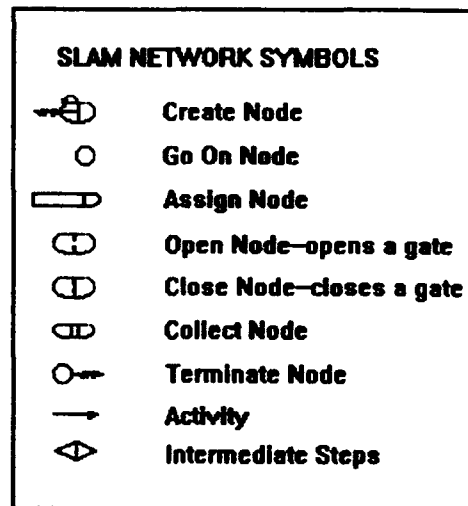 SLAM NETWORK SYMBOLS
Create Node
Go On Node
Assign Node
Open Node—opens a gate
Close Node—closes a gate
Collect Node
Terminate Node
Activity
Intermediate Steps